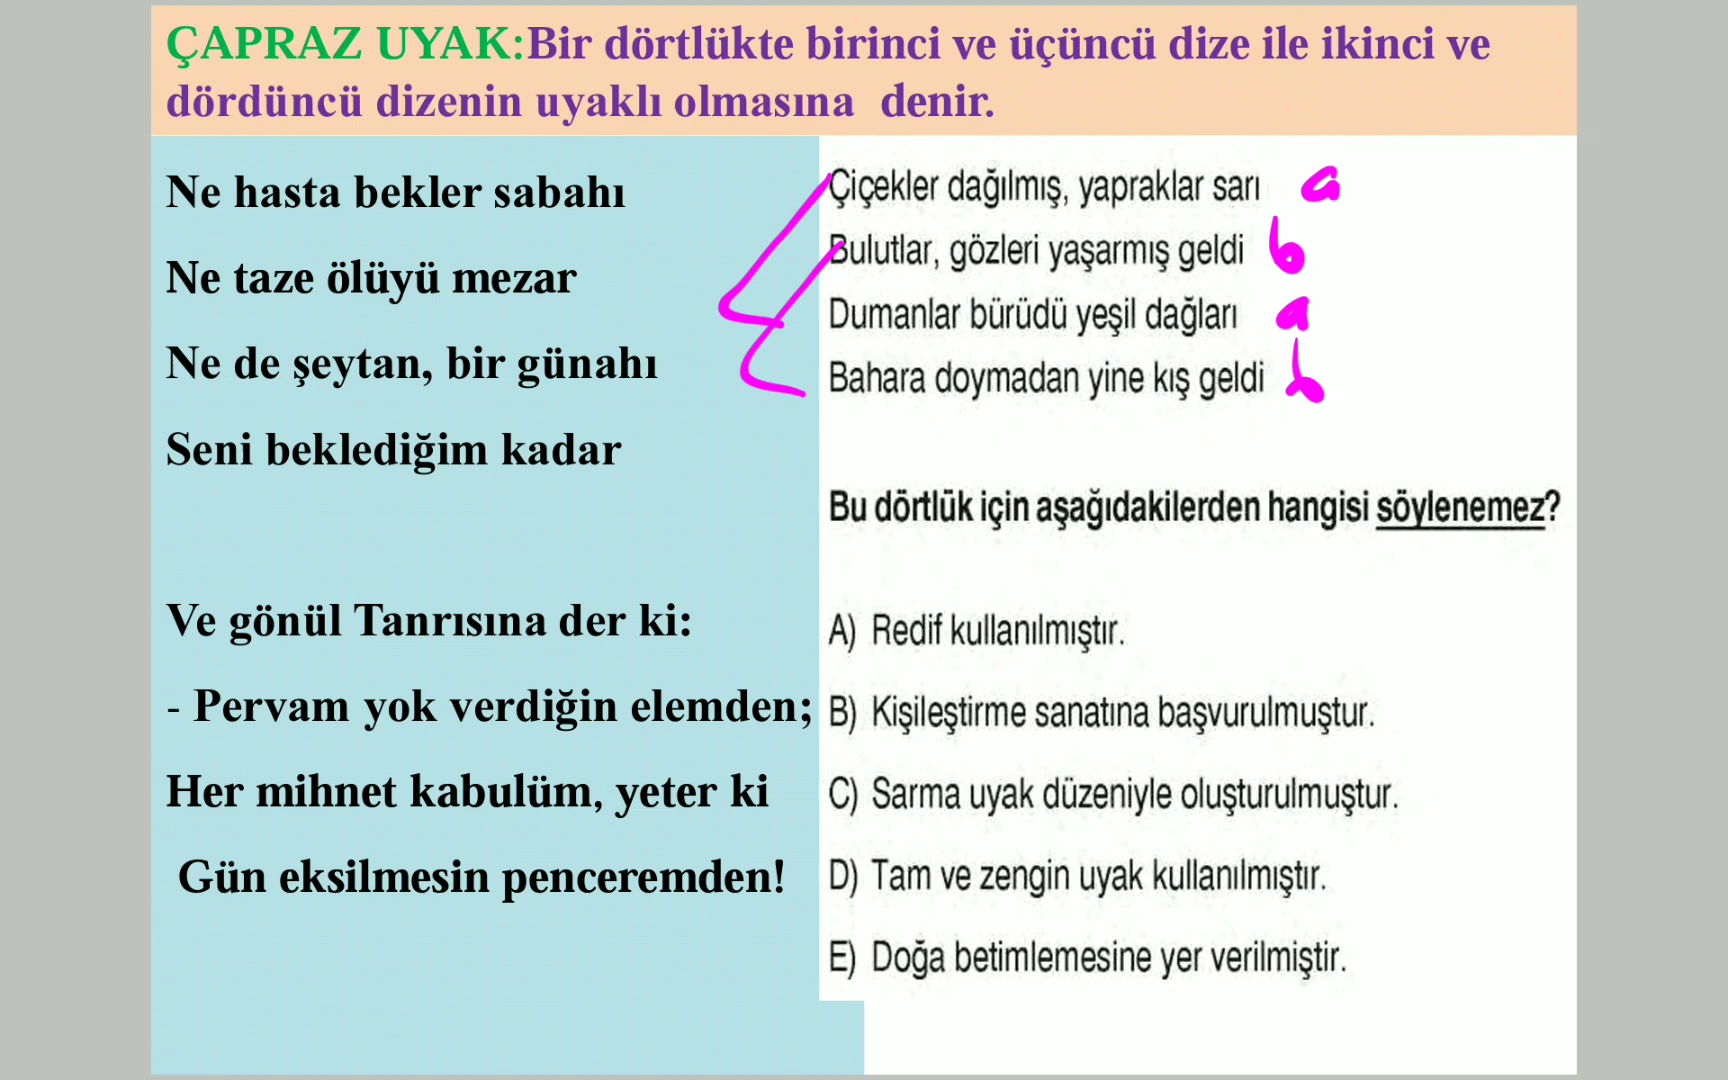 ÇAPRAZ UYAK:Bir dörtlükte birinci ve üçüncü dize ile ikinci ve
dördüncü dizenin uyaklı olmasına denir.
Ne hasta bekler sabahı
Ne taze ölüyü mezar
Ne de şeytan, bir günahı
Seni beklediğim kadar
Ve gönül Tanrısına der ki:
- Pervam yok verdiğin elemden;
Her mihnet kabulüm, yeter ki
Gün eksilmesin penceremden!
Çiçekler dağılmış, yapraklar sarı a
Bulutlar, gözleri yaşarmış geldi b
Dumanlar bürüdü yeşil dağları a
Bahara doymadan yine kış geldi b
Bu dörtlük için aşağıdakilerden hangisi söylenemez?
A) Redif kullanılmıştır.
B) Kişileştirme sanatına başvurulmuştur.
C) Sarma uyak düzeniyle oluşturulmuştur.
D) Tam ve zengin uyak kullanılmıştır.
E) Doğa betimlemesine yer verilmiştir.